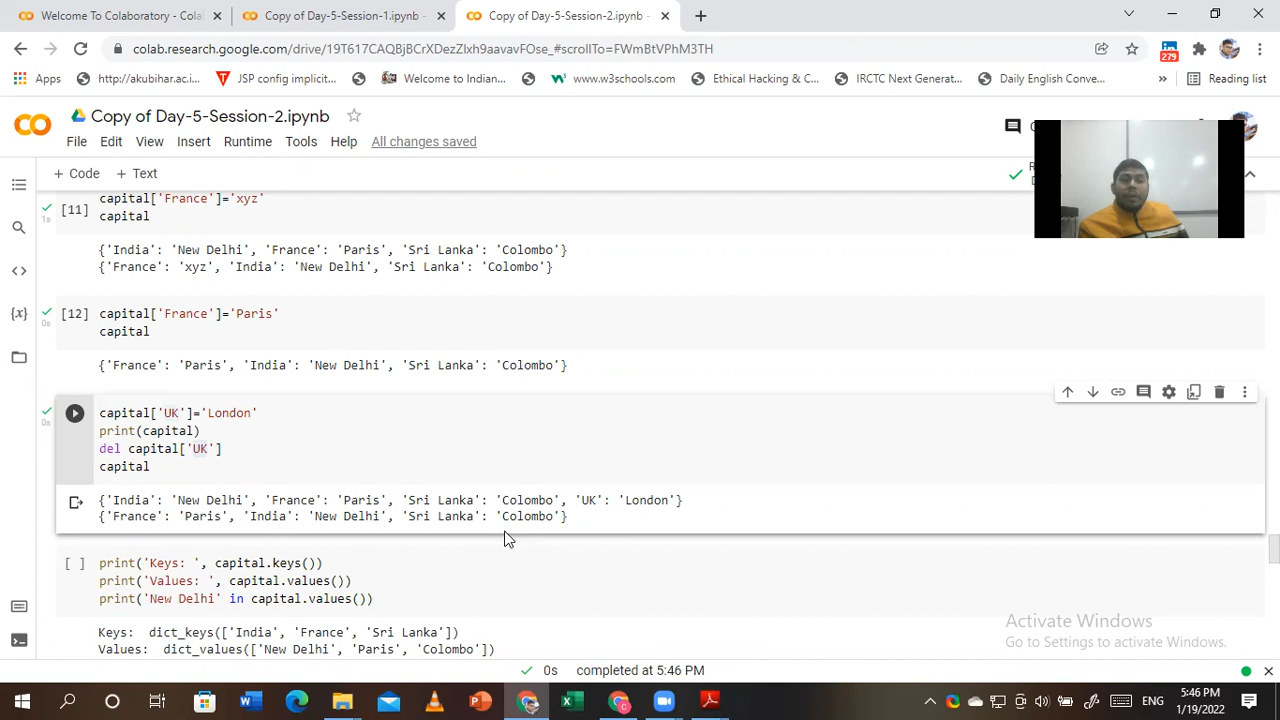 Welcome To Colaboratory - Colal
Copy of Day-5-Session-1.ipynb -
Copy of Day-5-Session-2.ipynb -
colab.research.google.com/drive/19T617CAQBjBCrXDezZlxh9aavavFOse_#scrollTo=FWmBtVPhM3TH
279
Apps
http://akubihar.ac.i...
JSP config implicit...
Welcome to Indian...
www.w3schools.com
Ethical Hacking & C...
IRCTC Next Generat...
Daily English Conve...
»
Reading list
Copy of Day-5-Session-2.ipynb
File Edit View Insert Runtime Tools Help All changes saved
+ Code + Text
capital['France']='xyz'
[11]
capital
1s
{'India': 'New Delhi', 'France': 'Paris', 'Sri Lanka': 'Colombo'}
{'France': 'xyz', 'India': 'New Delhi', 'Sri Lanka': 'Colombo'}
[12] capital['France']='Paris'
0s
capital
{'France': 'Paris', 'India': 'New Delhi', 'Sri Lanka': 'Colombo'}
capital['UK']='London'
0s
print(capital)
del capital['UK']
capital
{'India': 'New Delhi', 'France': 'Paris', 'Sri Lanka': 'Colombo', 'UK': 'London'}
{'France': 'Paris', 'India': 'New Delhi', 'Sri Lanka': 'Colombo'}
[ ] print('Keys: ', capital.keys())
print('Values: ', capital.values())
print('New Delhi' in capital.values())
Keys:  dict_keys(['India', 'France', 'Sri Lanka'])
Values:  dict_values(['New Delhi', 'Paris', 'Colombo'])
Activate Windows
Go to Settings to activate Windows.
0s completed at 5:46 PM
ENG
5:46 PM
1/19/2022